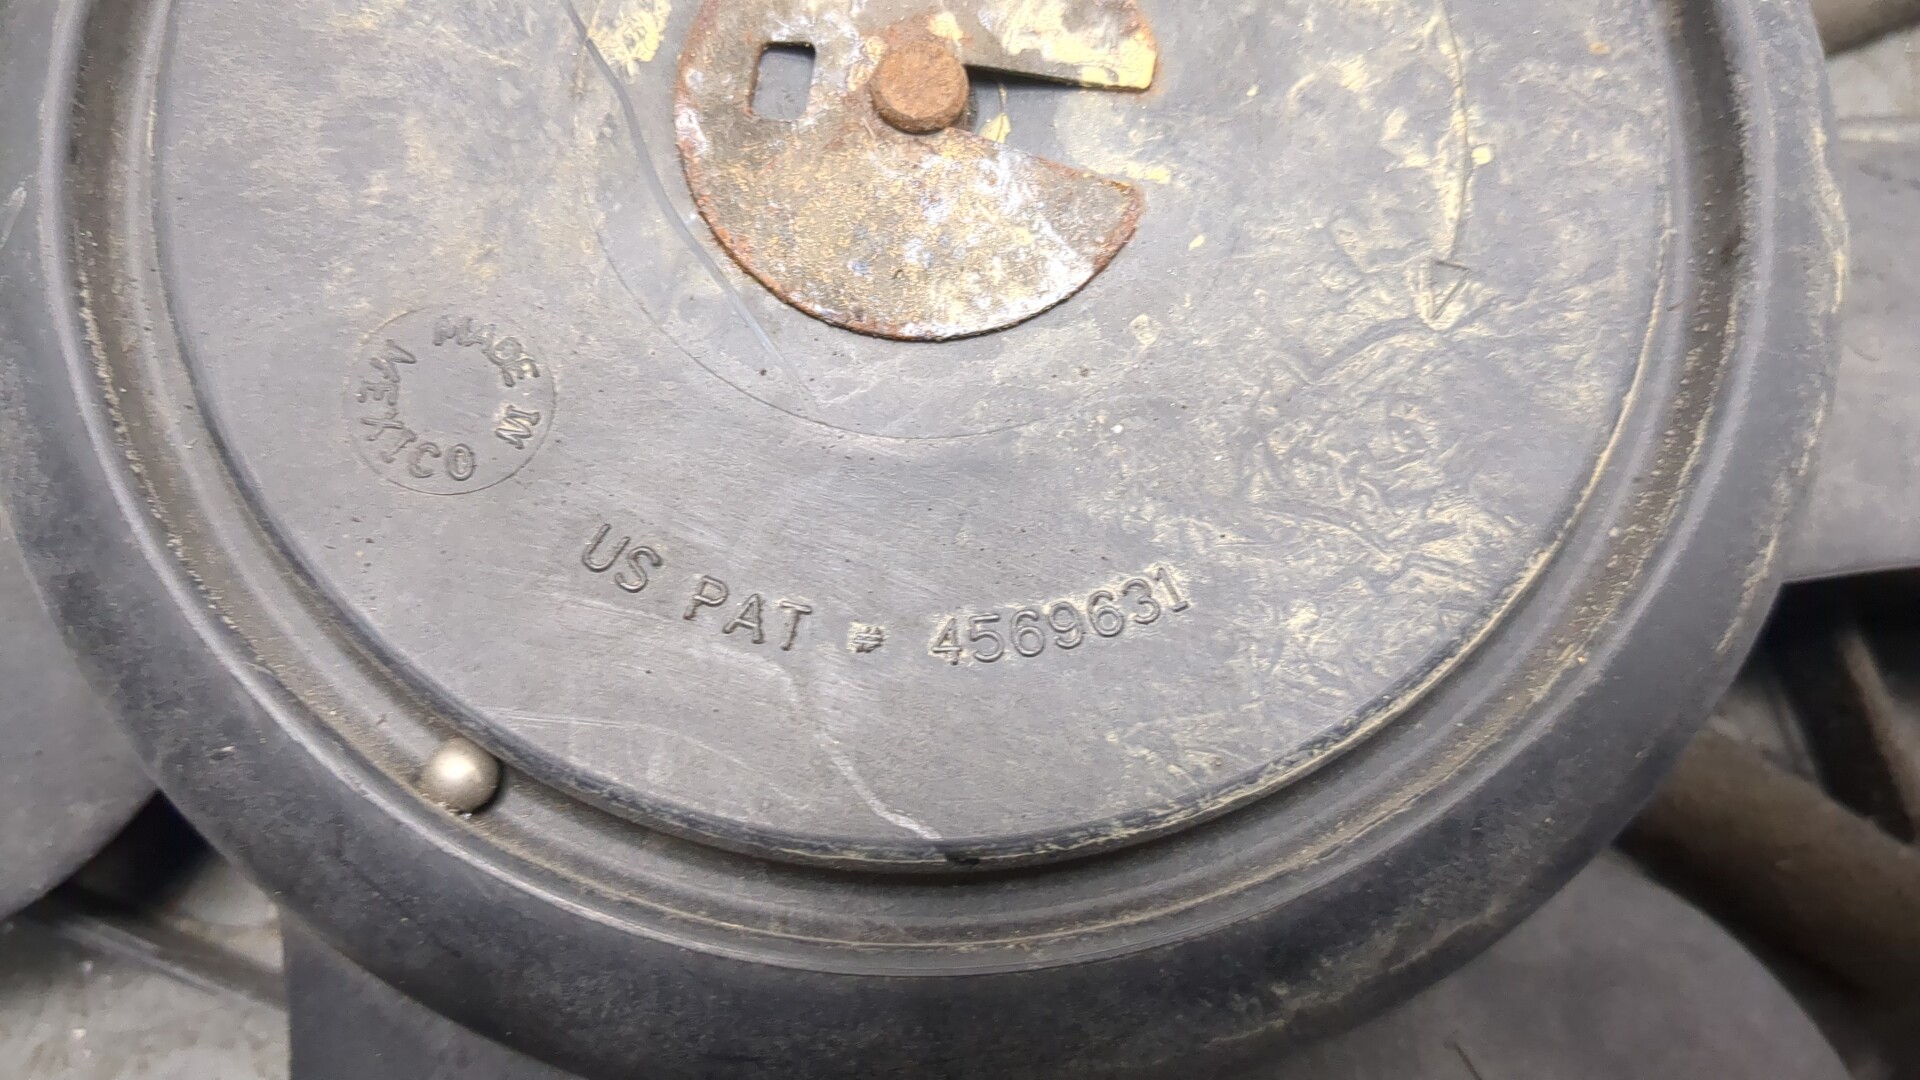 MADE IN
MEXICO
US PAT # 4569631